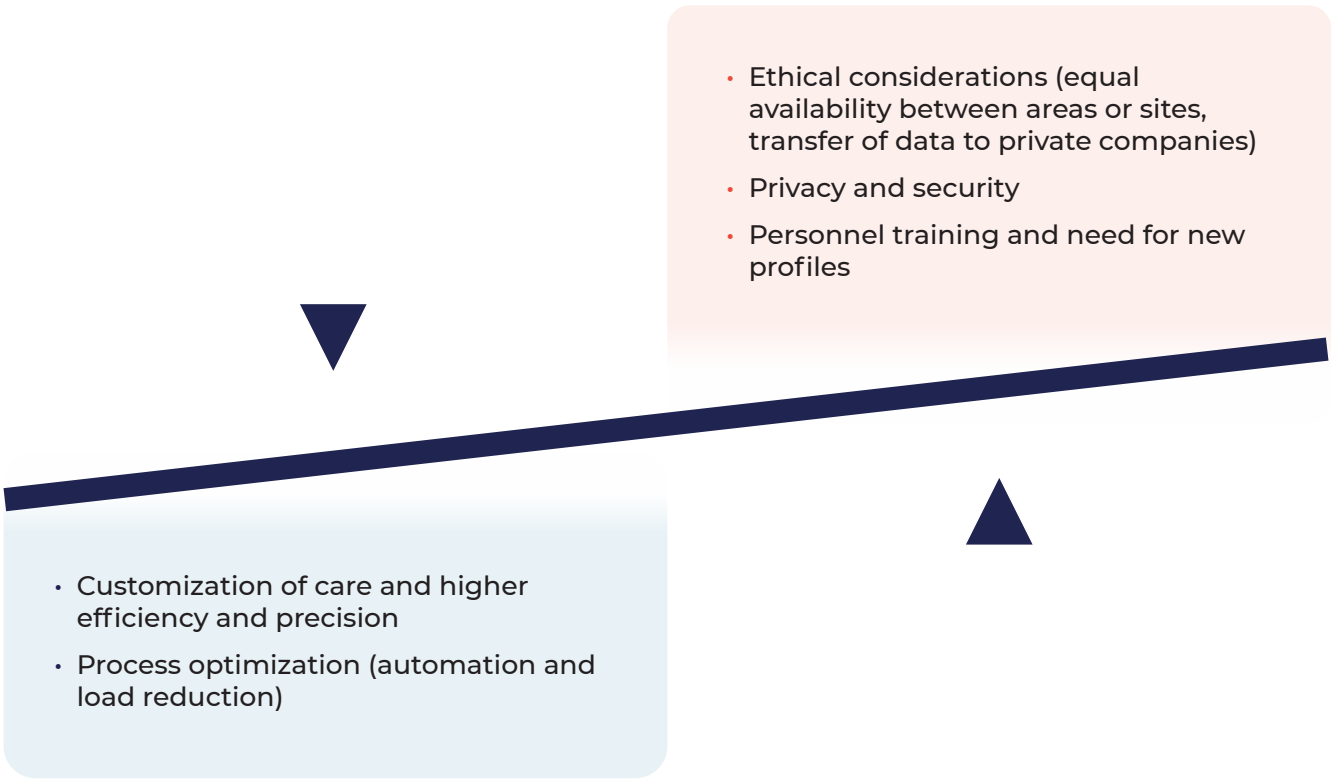 • Ethical considerations (equal
availability between areas or sites,
transfer of data to private companies)
• Privacy and security
• Personnel training and need for new
profiles
• Customization of care and higher
efficiency and precision
• Process optimization (automation and
load reduction)